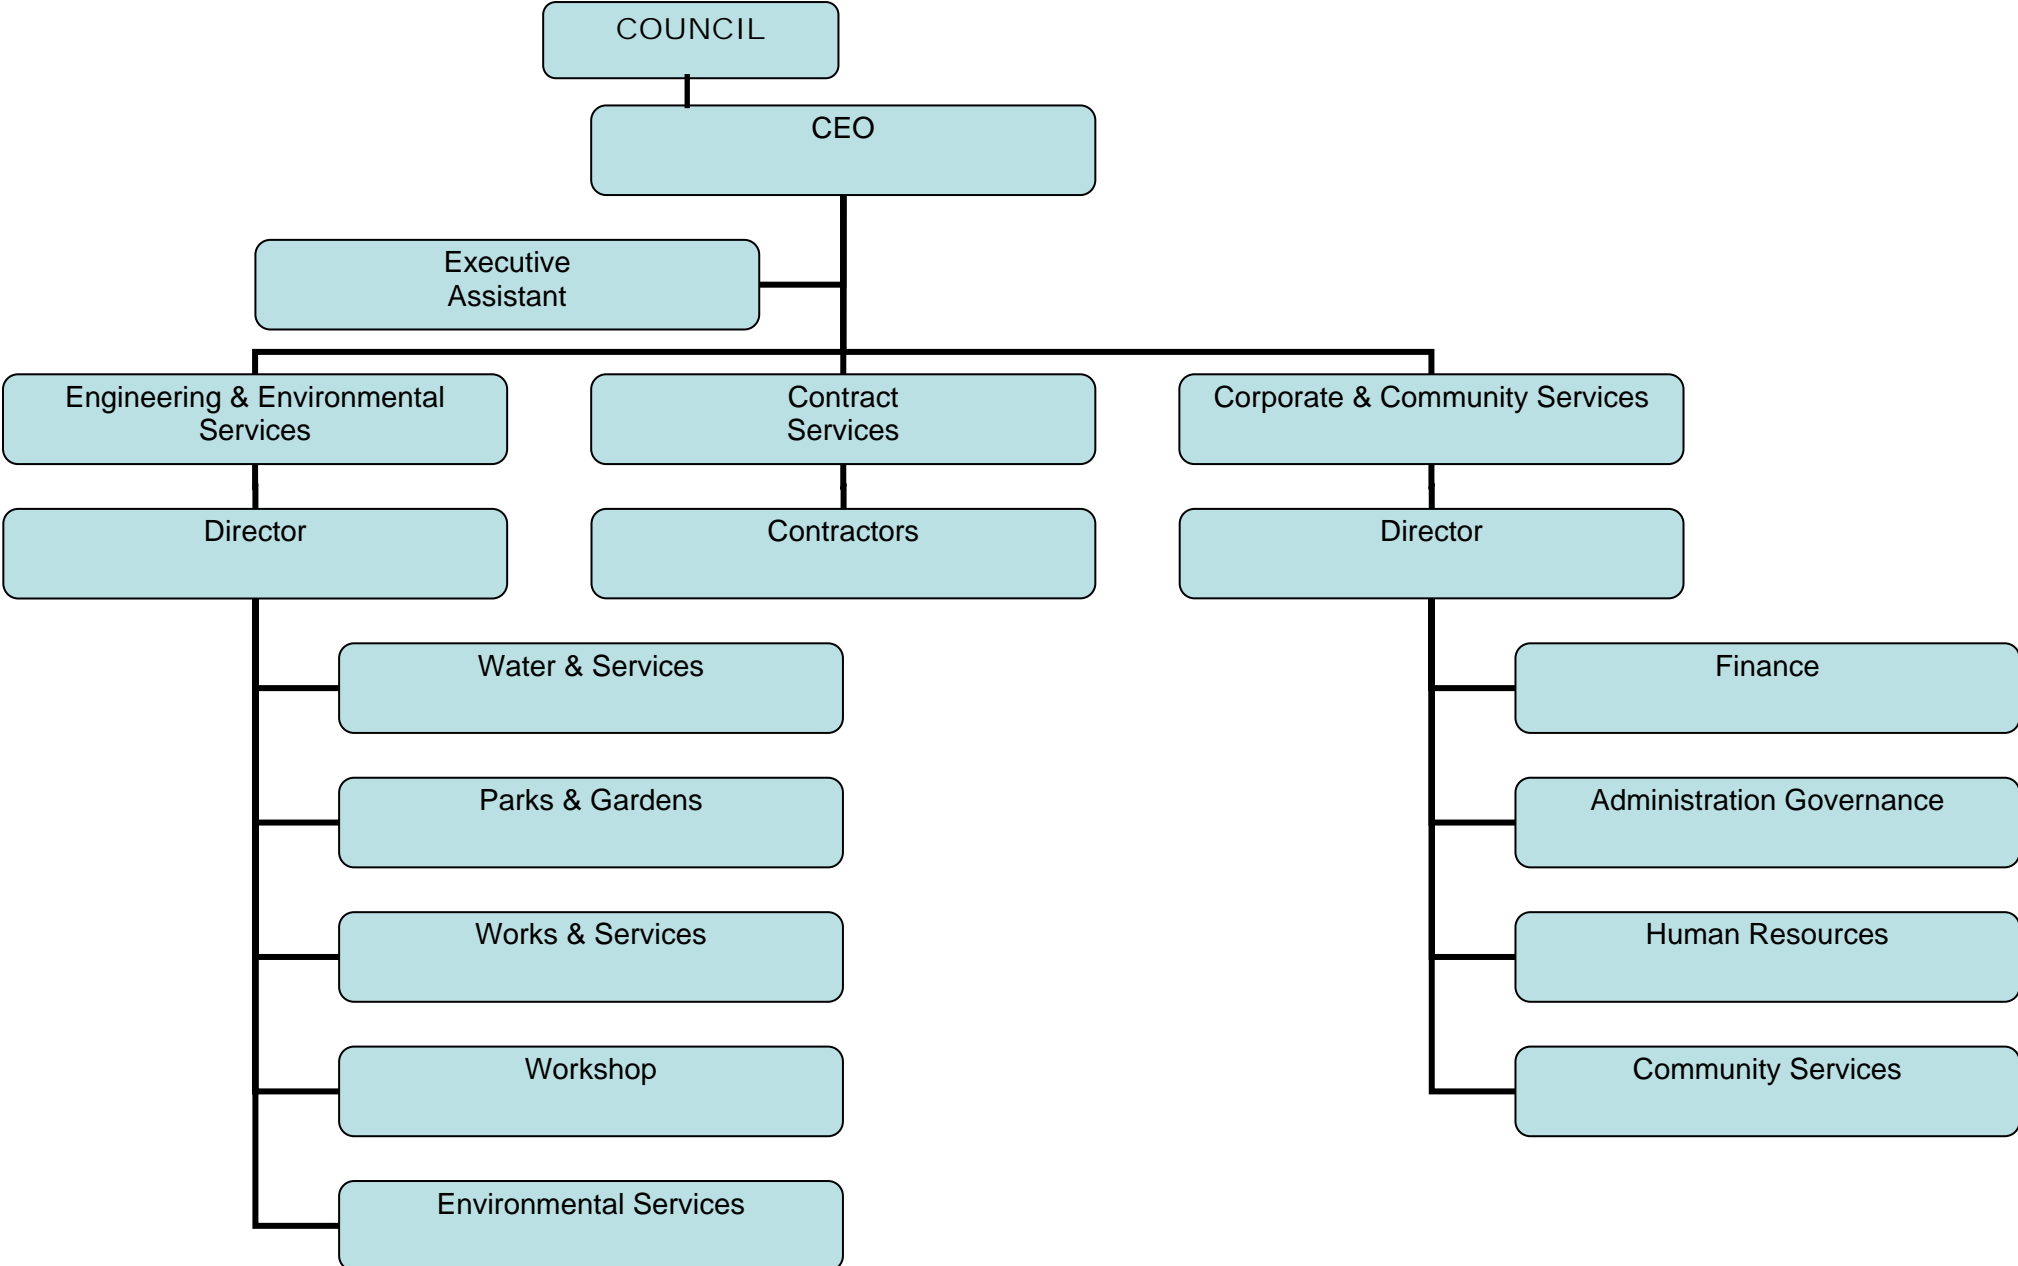 COUNCIL
CEO
Executive
Assistant
Engineering & Environmental
Services
Contract
Services
Corporate & Community Services
Director
Contractors
Director
Water & Services
Finance
Parks & Gardens
Administration Governance
Works & Services
Human Resources
Workshop
Community Services
Environmental Services